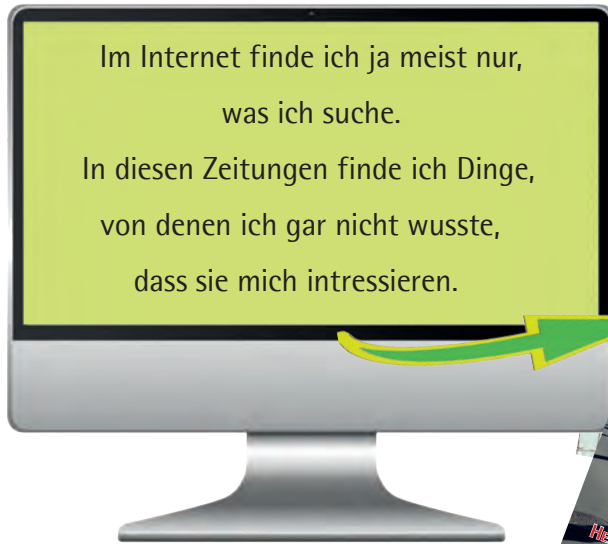 Im Internet finde ich ja meist nur,
was ich suche.
In diesen Zeitungen finde ich Dinge,
von denen ich gar nicht wusste,
dass sie mich intressieren.